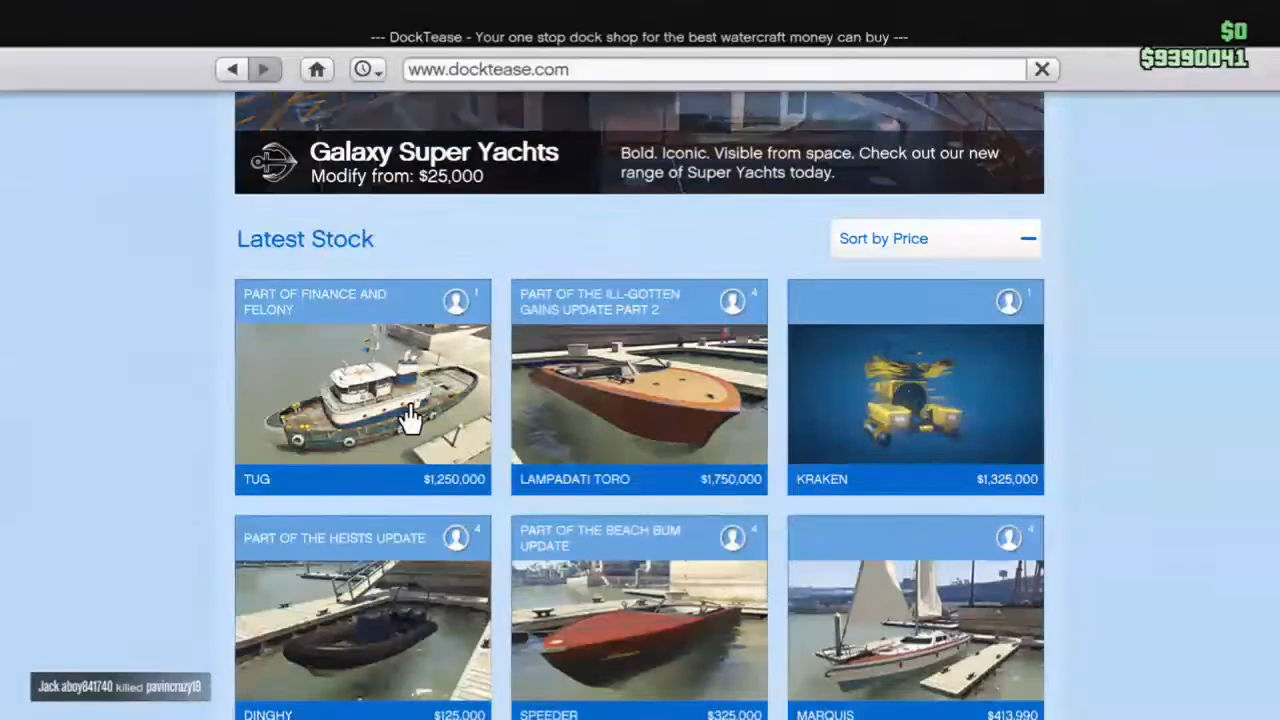 $0
--- DockTease - Your one stop dock shop for the best watercraft money can buy ---
$9390041
www.docktease.com
Galaxy Super Yachts
Modify from: $25,000
Bold. Iconic. Visible from space. Check out our new
range of Super Yachts today.
Latest Stock
Sort by Price
PART OF FINANCE AND
FELONY
1
PART OF THE ILL-GOTTEN
GAINS UPDATE PART 2
4
1
TUG
$1,250,000
LAMPADATI TORO
$1,750,000
KRAKEN
$1,325,000
PART OF THE HEISTS UPDATE
4
PART OF THE BEACH BUM
UPDATE
4
4
Jack aboy841740 killed pavincrazy18
DINGHY
$125,000
SPEEDER
$325,000
MARQUIS
$413,990